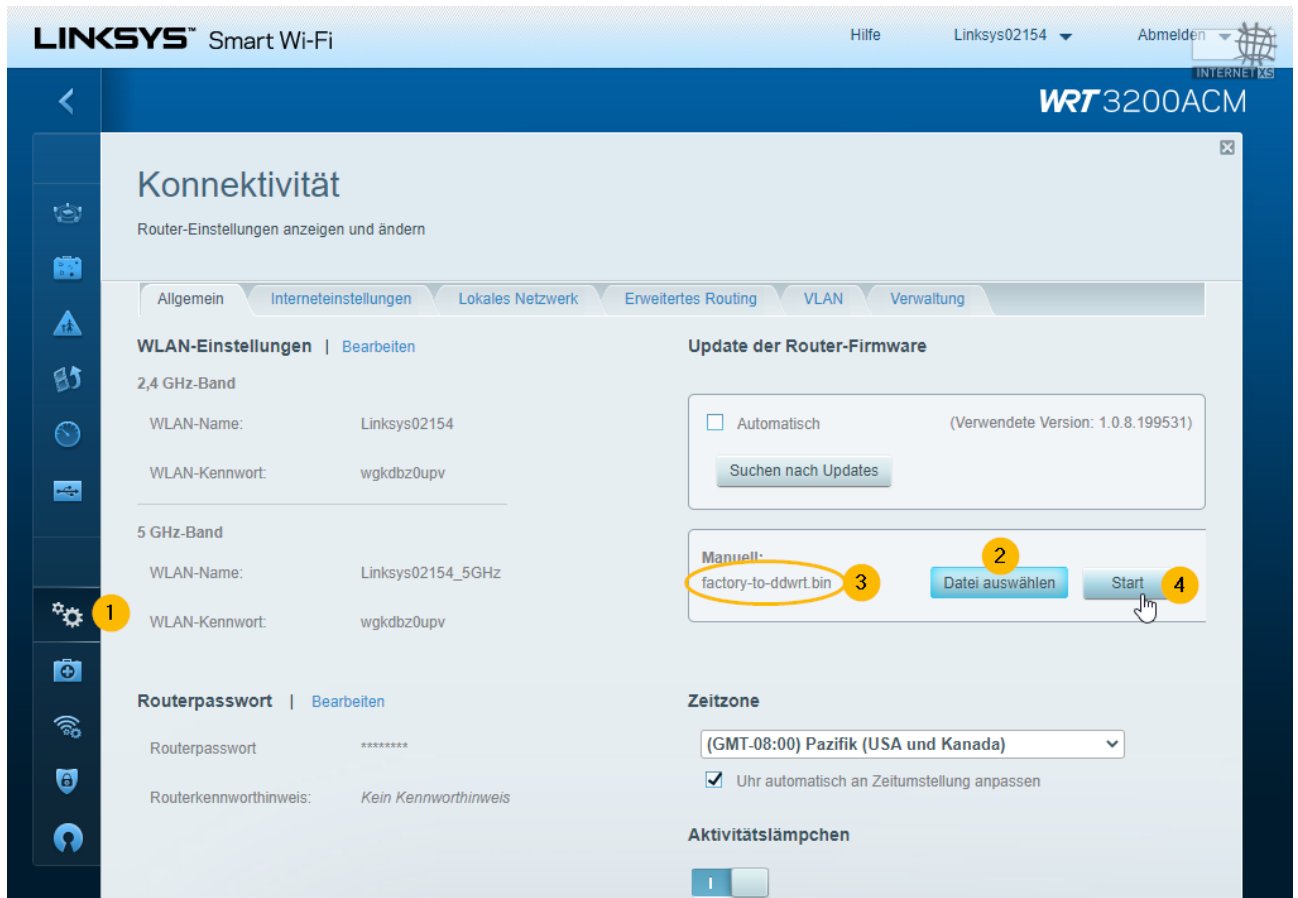 LINKSYS™ Smart Wi-Fi
Hilfe
Linksys02154
Abmelden
INTERNET XS
WRT 3200ACM
Konnektivität
Router-Einstellungen anzeigen und ändern
Allgemein
Interneteinstellungen
Lokales Netzwerk
Erweitertes Routing
VLAN
Verwaltung
WLAN-Einstellungen | Bearbeiten
2,4 GHz-Band
WLAN-Name: Linksys02154
WLAN-Kennwort: wgkdbz0upv
5 GHz-Band
WLAN-Name: Linksys02154_5GHz
WLAN-Kennwort: wgkdbz0upv
1
Routerpasswort | Bearbeiten
Routerpasswort ********
Routerkennworthinweis: Kein Kennworthinweis
Update der Router-Firmware
Automatisch (Verwendete Version: 1.0.8.199531)
Suchen nach Updates
Manuell:
factory-to-ddwrt.bin 3
2
Datei auswählen
Start 4
Zeitzone
(GMT-08:00) Pazifik (USA und Kanada)
Uhr automatisch an Zeitumstellung anpassen
Aktivitätslämpchen
I